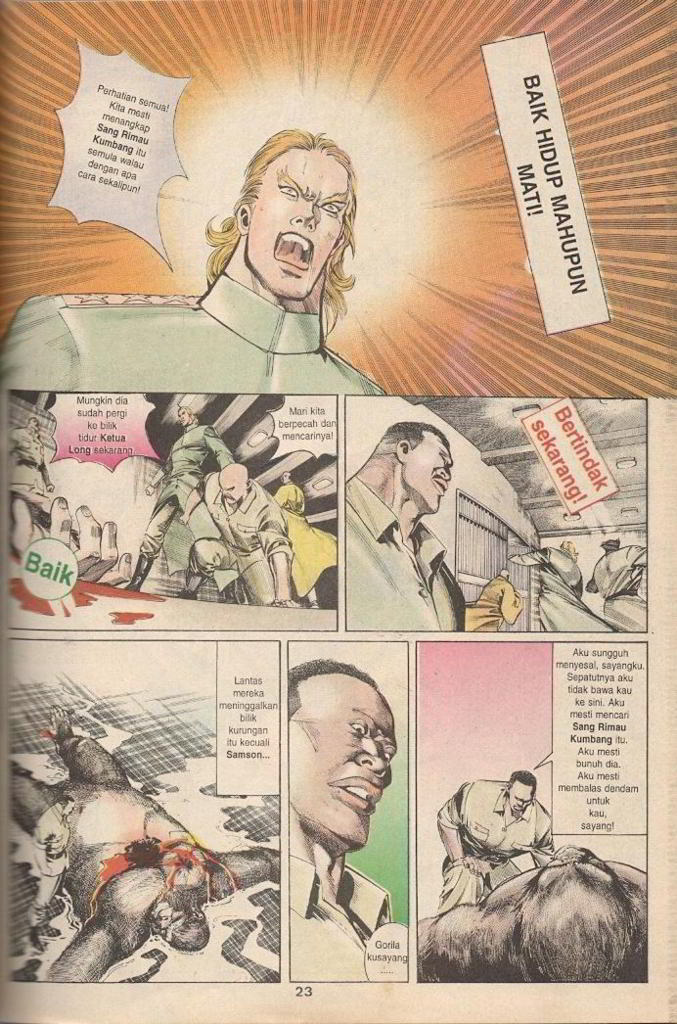 Perhatian semua!
Kita mesti
menangkap
Sang Rimau
Kumbang itu
semula walau
dengan apa
cara sekalipun!
BAIK HIDUP MAHUPUN
MATI!
Mungkin dia
sudah pergi
ke bilik
tidur Ketua
Long sekarang.
Mari kita
berpecah dan
mencarinya!
Baik
Bertindak
sekarang!
Lantas
mereka
meninggalkan
bilik
kurungan
itu kecuali
Samson...
Gorila
kusayang
.....
Aku sungguh
menyesal, sayangku.
Sepatutnya aku
tidak bawa kau
ke sini. Aku
mesti mencari
Sang Rimau
Kumbang itu.
Aku mesti
bunuh dia.
Aku mesti
membalas dendam
untuk
kau,
sayang!
23